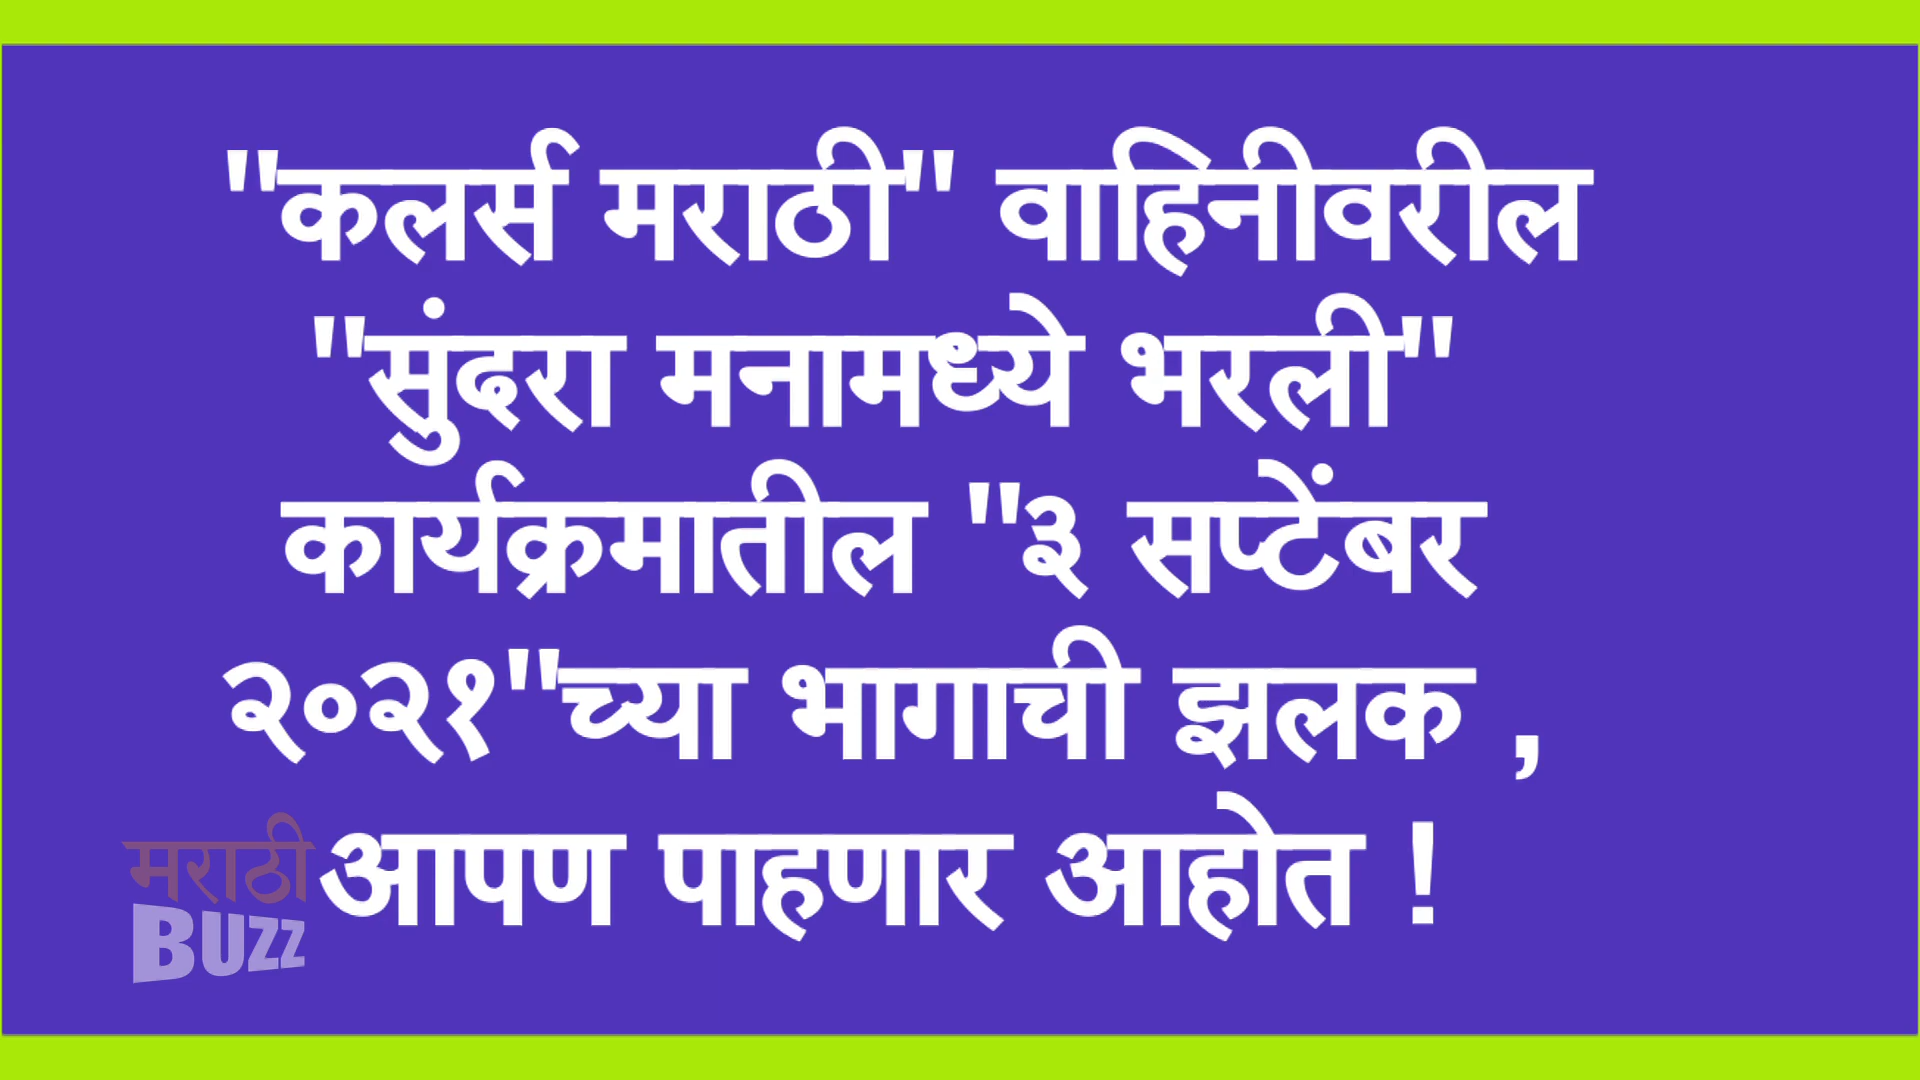 "कलर्स मराठी" वाहिनीवरील
"सुंदरा मनामध्ये भरली"
कार्यक्रमातील "३ सप्टेंबर
२०२१"च्या भागाची झलक ,
आपण पाहणार आहोत !
मराठी
BUZZ